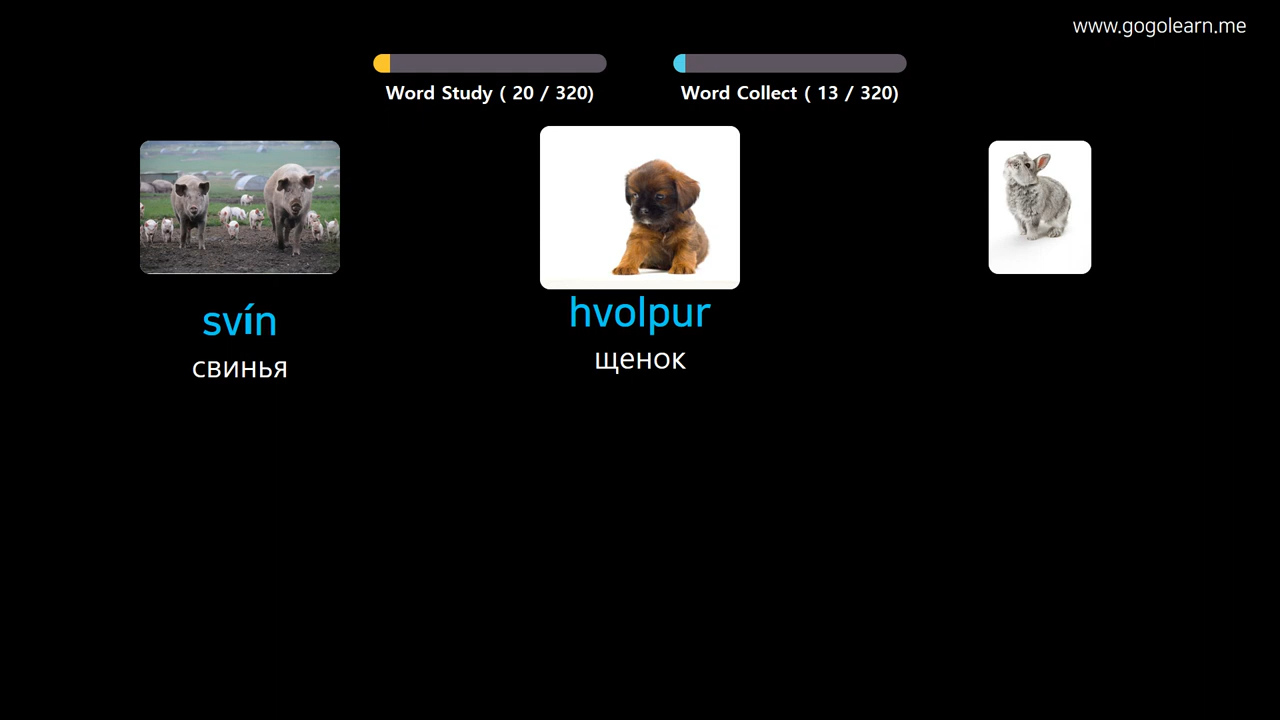 www.gogolearn.me
Word Study ( 20 / 320)
Word Collect ( 13 / 320)
svín
свинья
hvolpur
щенок